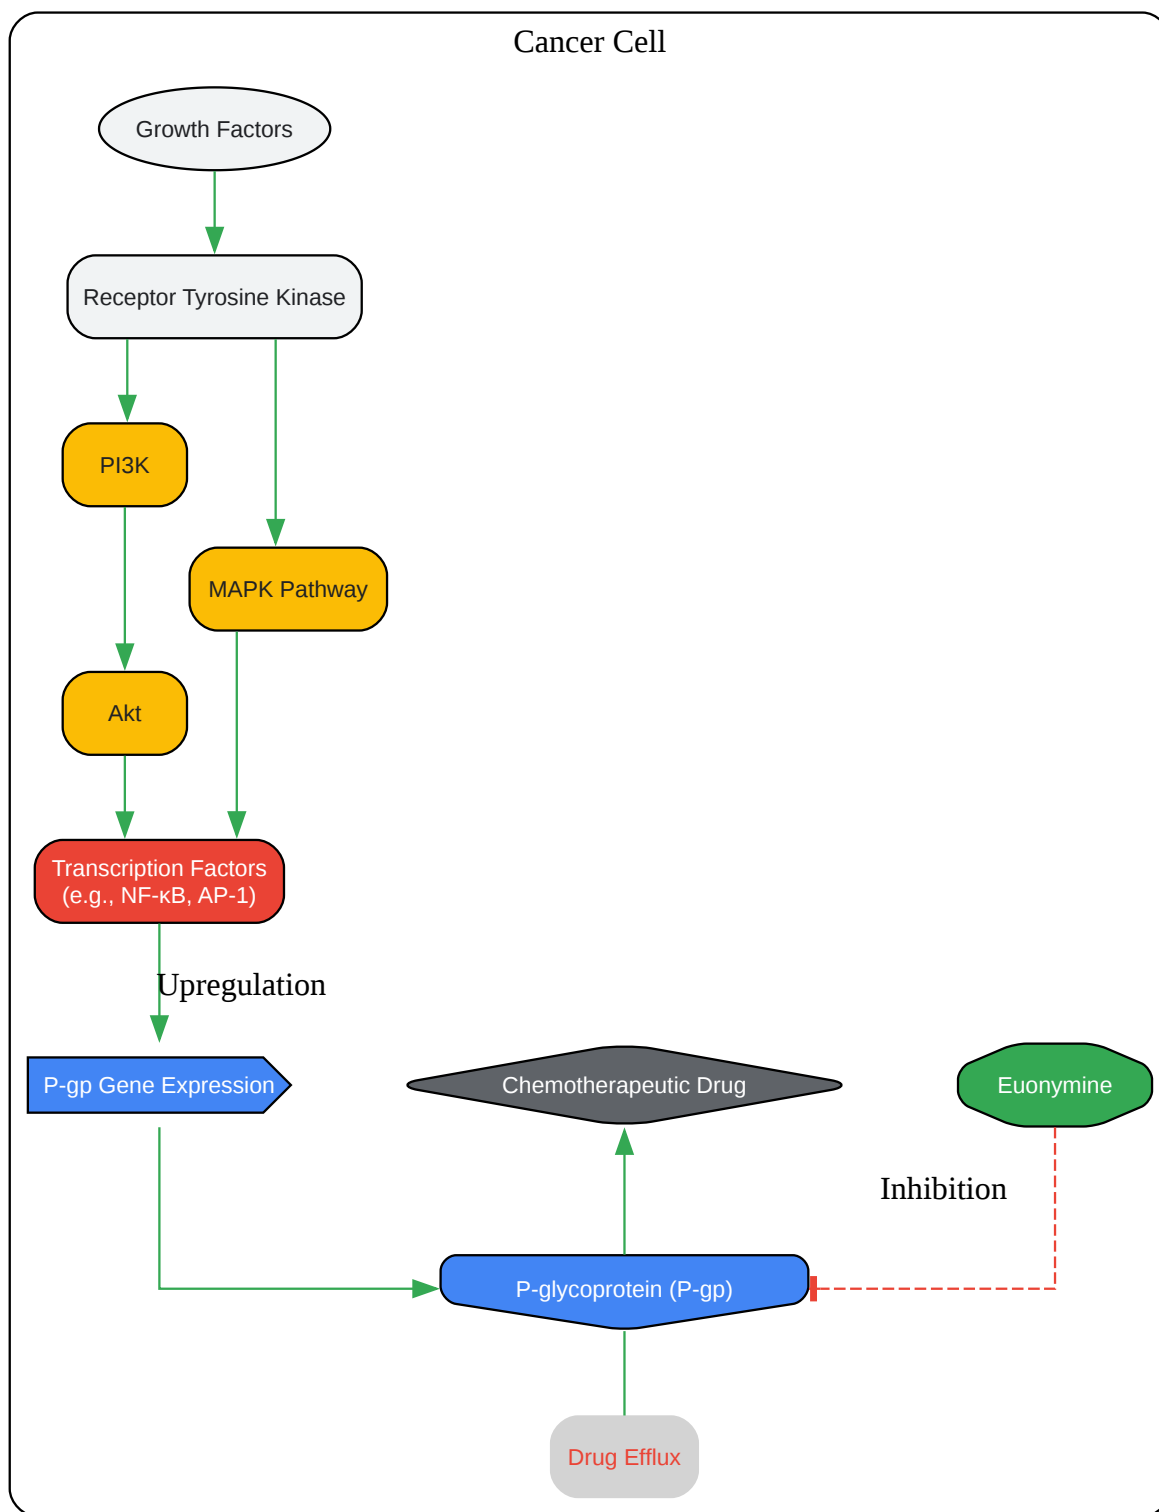 Cancer Cell
Growth Factors
Receptor Tyrosine Kinase
PI3K
MAPK Pathway
Akt
Transcription Factors
(e.g., NF-κB, AP-1)
Upregulation
P-gp Gene Expression
Chemotherapeutic Drug
Euonymine
Inhibition
P-glycoprotein (P-gp)
Drug Efflux